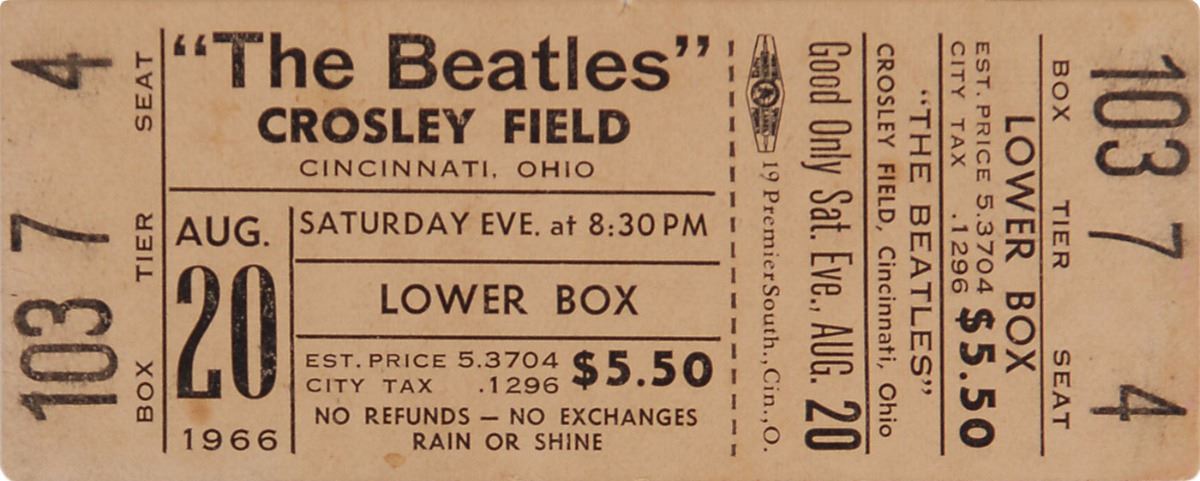 SEAT 4
TIER 7
BOX 103
"The Beatles"
CROSLEY FIELD
CINCINNATI, OHIO
AUG.
20
1966
SATURDAY EVE. at 8:30 PM
LOWER BOX
EST. PRICE 5.3704
CITY TAX .1296
$5.50
NO REFUNDS — NO EXCHANGES
RAIN OR SHINE
19 Premier South., Cin., O.
Good Only Sat. Eve., AUG. 20
CROSLEY FIELD, Cincinnati, Ohio
"THE BEATLES"
EST. PRICE 5.3704
CITY TAX .1296
$5.50
LOWER BOX
BOX TIER SEAT
103 7 4